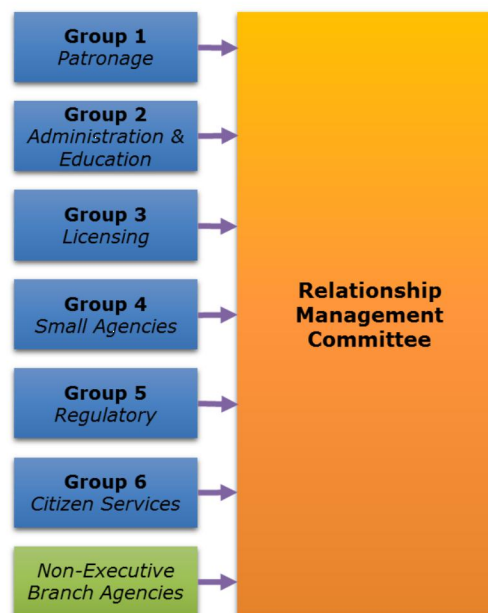 Group 1
Patronage
Group 2
Administration &
Education
Group 3
Licensing
Group 4
Small Agencies
Group 5
Regulatory
Group 6
Citizen Services
Non-Executive
Branch Agencies
Relationship
Management
Committee